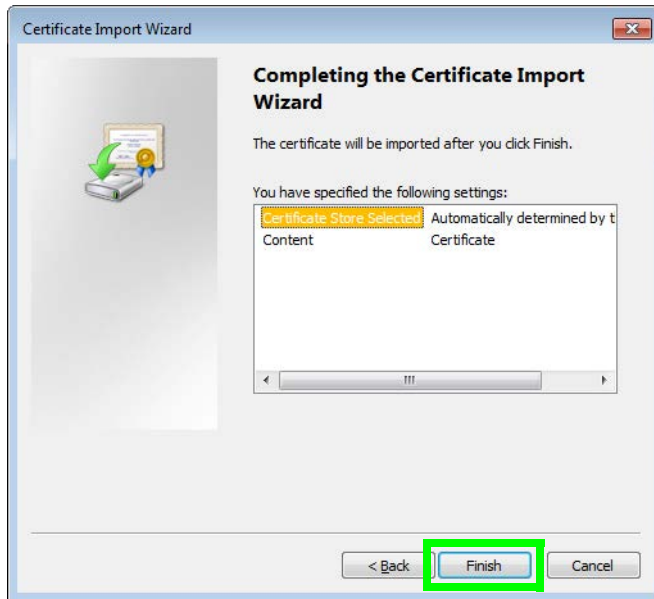 Certificate Import Wizard
Completing the Certificate Import
Wizard
The certificate will be imported after you click Finish.
You have specified the following settings:
Certificate Store Selected Automatically determined by t
Content Certificate
< Back Finish Cancel